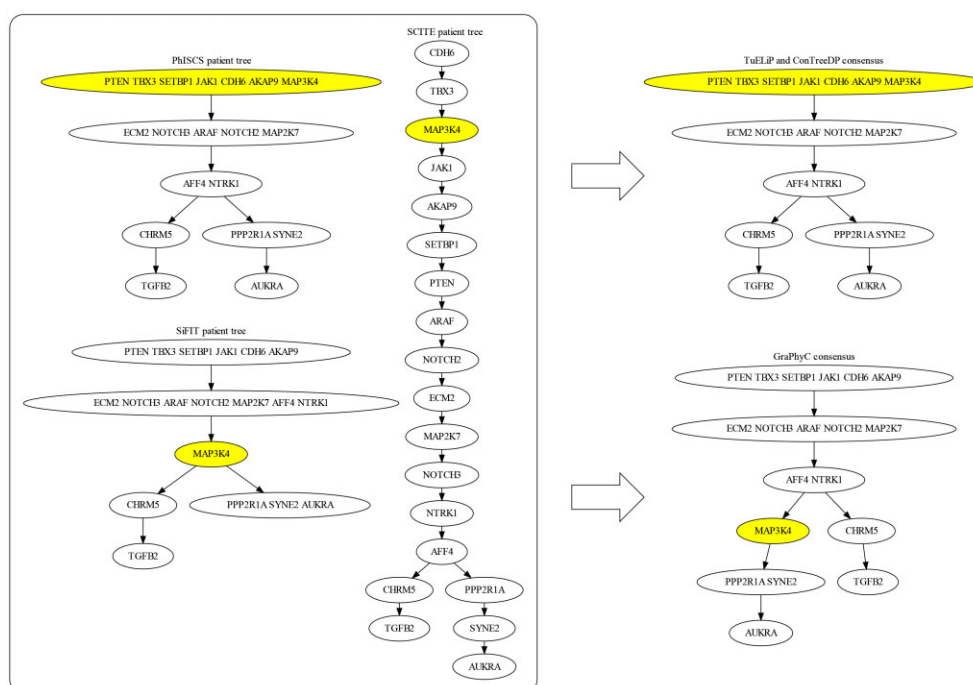 PhISCS patient tree
PTEN TBX3 SETBP1 JAK1 CDH6 AKAP9 MAP3K4
ECM2 NOTCH3 ARAF NOTCH2 MAP2K7
AFF4 NTRK1
CHRM5
PPP2R1A SYNE2
TGFB2
AUKRA
SiFIT patient tree
PTEN TBX3 SETBP1 JAK1 CDH6 AKAP9
ECM2 NOTCH3 ARAF NOTCH2 MAP2K7 AFF4 NTRK1
MAP3K4
CHRM5
PPP2R1A SYNE2 AUKRA
TGFB2
SCITE patient tree
CDH6
TBX3
MAP3K4
JAK1
AKAP9
SETBP1
PTEN
ARAF
NOTCH2
ECM2
MAP2K7
NOTCH3
NTRK1
AFF4
CHRM5
PPP2R1A
TGFB2
SYNE2
AUKRA
TuELiP and ConTreeDP consensus
PTEN TBX3 SETBP1 JAK1 CDH6 AKAP9 MAP3K4
ECM2 NOTCH3 ARAF NOTCH2 MAP2K7
AFF4 NTRK1
CHRM5
PPP2R1A SYNE2
TGFB2
AUKRA
GraPhyC consensus
PTEN TBX3 SETBP1 JAK1 CDH6 AKAP9
ECM2 NOTCH3 ARAF NOTCH2 MAP2K7
AFF4 NTRK1
MAP3K4
CHRM5
PPP2R1A SYNE2
TGFB2
AUKRA